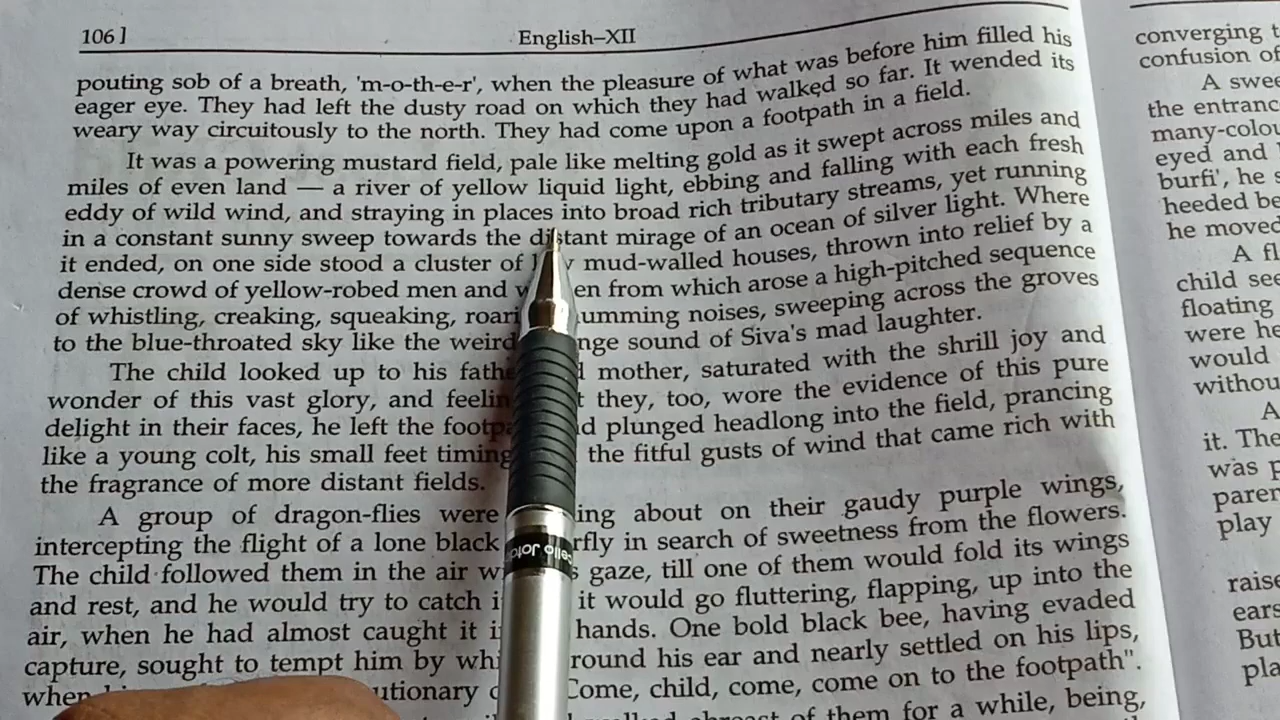 106 ]
English–XII
pouting sob of a breath, 'm-o-th-e-r', when the pleasure of what was before him filled his
eager eye. They had left the dusty road on which they had walked so far. It wended its
weary way circuitously to the north. They had come upon a footpath in a field.
It was a powering mustard field, pale like melting gold as it swept across miles and
miles of even land — a river of yellow liquid light, ebbing and falling with each fresh
eddy of wild wind, and straying in places into broad rich tributary streams, yet running
in a constant sunny sweep towards the distant mirage of an ocean of silver light. Where
it ended, on one side stood a cluster of mud-walled houses, thrown into relief by a
dense crowd of yellow-robed men and from which arose a high-pitched sequence
of whistling, creaking, squeaking, noises, sweeping across the groves
to the blue-throated sky like the sound of Siva's mad laughter.
The child looked up to his mother, saturated with the shrill joy and
wonder of this vast glory, and they, too, wore the evidence of this pure
delight in their faces, he left the plunged headlong into the field, prancing
like a young colt, his small feet timing the fitful gusts of wind that came rich with
the fragrance of more distant fields.
A group of dragon-flies were about on their gaudy purple wings,
intercepting the flight of a lone black in search of sweetness from the flowers.
The child followed them in the air gaze, till one of them would fold its wings
and rest, and he would try to catch it would go fluttering, flapping, up into the
air, when he had almost caught it hands. One bold black bee, having evaded
capture, sought to tempt him by round his ear and nearly settled on his lips,
when Come, child, come, come on to the footpath".
of them for a while, being,
converging
confusion of
A
the
eyed and
burfi', he
heeded
he moved
A
child
floating
were
would
A
it. The
was
play